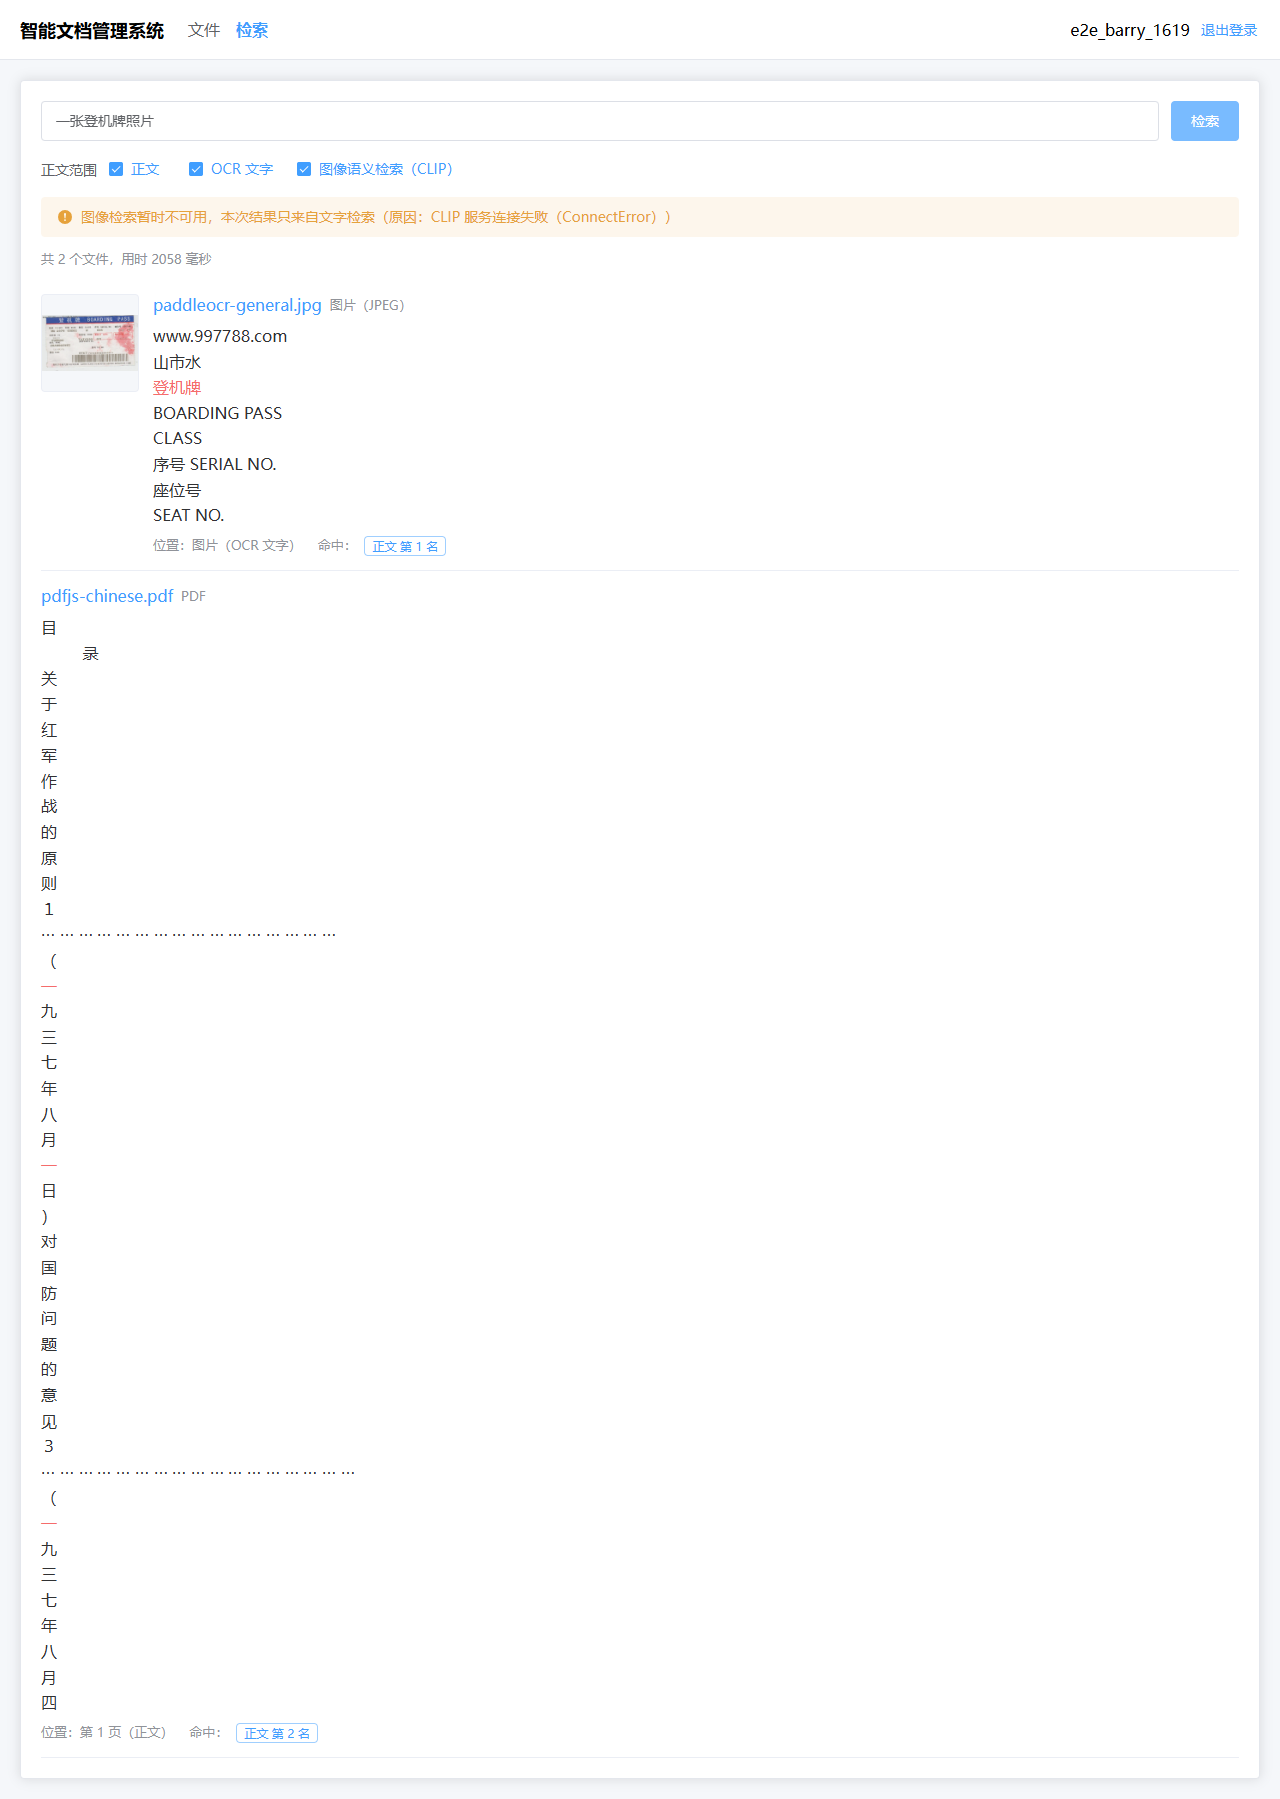 智能文档管理系统 文件 检索 e2e_barry_1619 退出登录
一张登机牌照片 检索
正文范围 正文 OCR 文字 图像语义检索（CLIP）
图像检索暂时不可用，本次结果只来自文字检索（原因：CLIP 服务连接失败（ConnectError））
共 2 个文件，用时 2058 毫秒
登机牌 BOARDING PASS
paddleocr-general.jpg 图片（JPEG）
www.997788.com
山市水
登机牌
BOARDING PASS
CLASS
序号 SERIAL NO.
座位号
SEAT NO.
位置：图片（OCR 文字） 命中： 正文 第 1 名
pdfjs-chinese.pdf PDF
目
录
关
于
红
军
作
战
的
原
则
1
… … … … … … … … … … … … … … … …
（
一
九
三
七
年
八
月
一
日
）
对
国
防
问
题
的
意
见
3
… … … … … … … … … … … … … … … … …
（
一
九
三
七
年
八
月
四
位置：第 1 页（正文） 命中： 正文 第 2 名